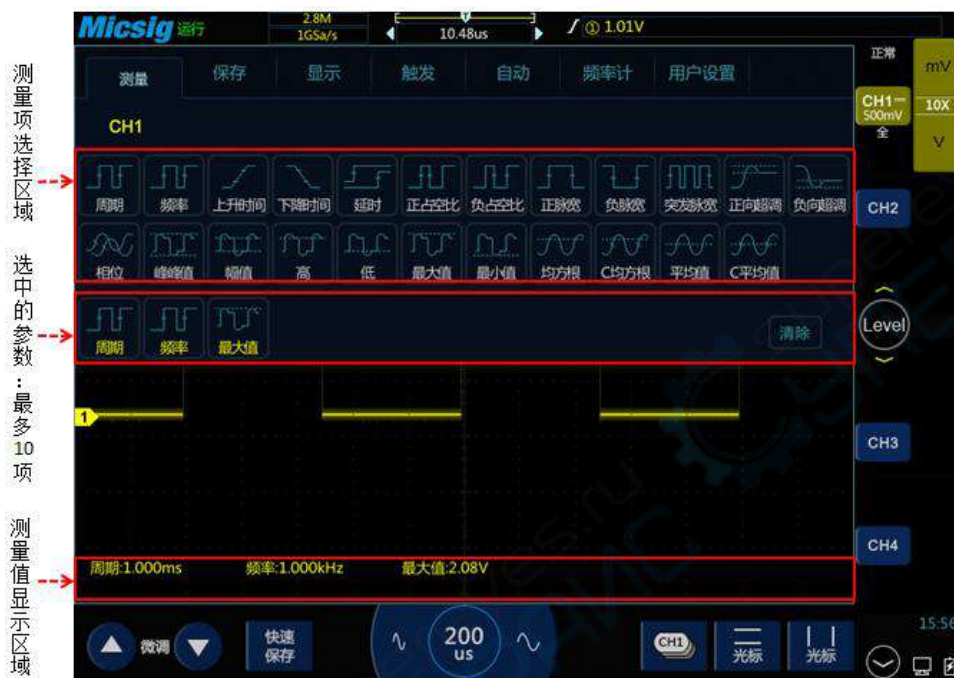 测量项选择区域
选中的参数：最多10项
测量值显示区域
Micsig 运行
2.8M
1GSa/s
T
10.48us
① 1.01V
测量 保存 显示 触发 自动 频率计 用户设置
CH1
周期 频率 上升时间 下降时间 延时 正占空比 负占空比 正脉宽 负脉宽 突发脉宽 正向超调 负向超调
相位 峰峰值 幅值 高 低 最大值 最小值 均方根 C均方根 平均值 C平均值
周期 频率 最大值 清除
1
周期:1.000ms 频率:1.000kHz 最大值:2.08V
微调
快速
保存
200
us
CH1
光标
光标
正常
CH1
500mV
全
mV
10X
V
CH2
Level
CH3
CH4
15:56